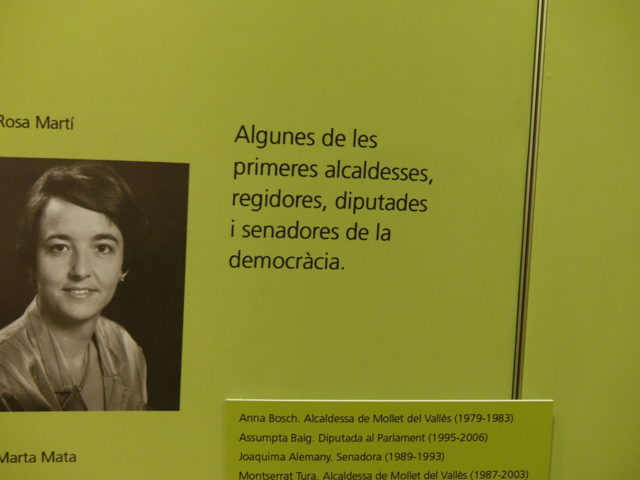 Rosa Martí
Algunes de les
primeres alcaldesses,
regidores, diputades
i senadores de la
democràcia.
Anna Bosch. Alcaldessa de Mollet del Vallès (1979-1983)
Assumpta Baig. Diputada al Parlament (1995-2006)
Joaquima Alemany. Senadora (1989-1993)
Montserrat Tura. Alcaldessa de Mollet del Vallès (1987-2003)
Marta Mata